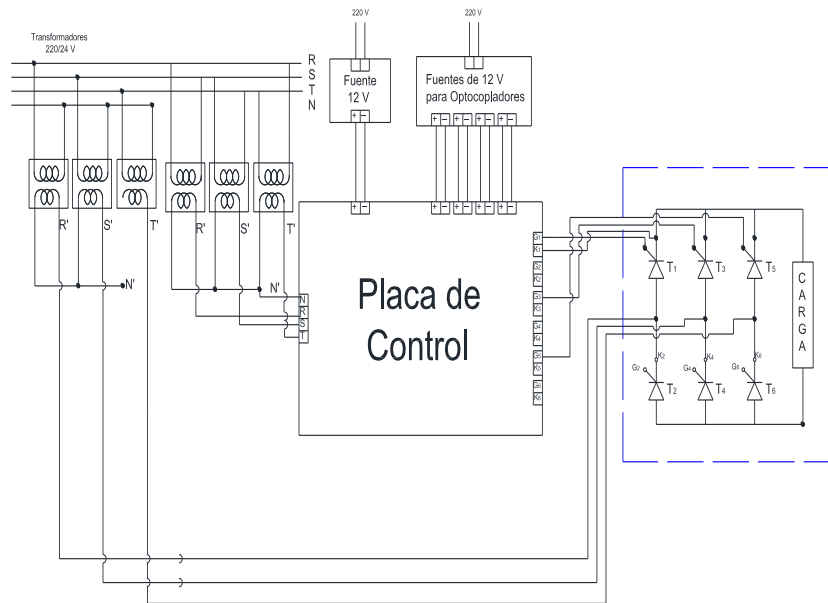 220 V
220 V
Transformadores
220/24 V
R
S
T
N
Fuente
12 V
+ −
Fuentes de 12 V
para Optocopladores
+ − + − + − + −
+ − + − + − + − + −
R' S' T' R' S' T'
N' N'
N
R
S
T
Placa de
Control
G1
K1
G2
K2
G3
K3
G4
K4
G5
K5
G6
K6
T1 T3 T5
K2 K4 K6
G2 G4 G6
T2 T4 T6
CARGA